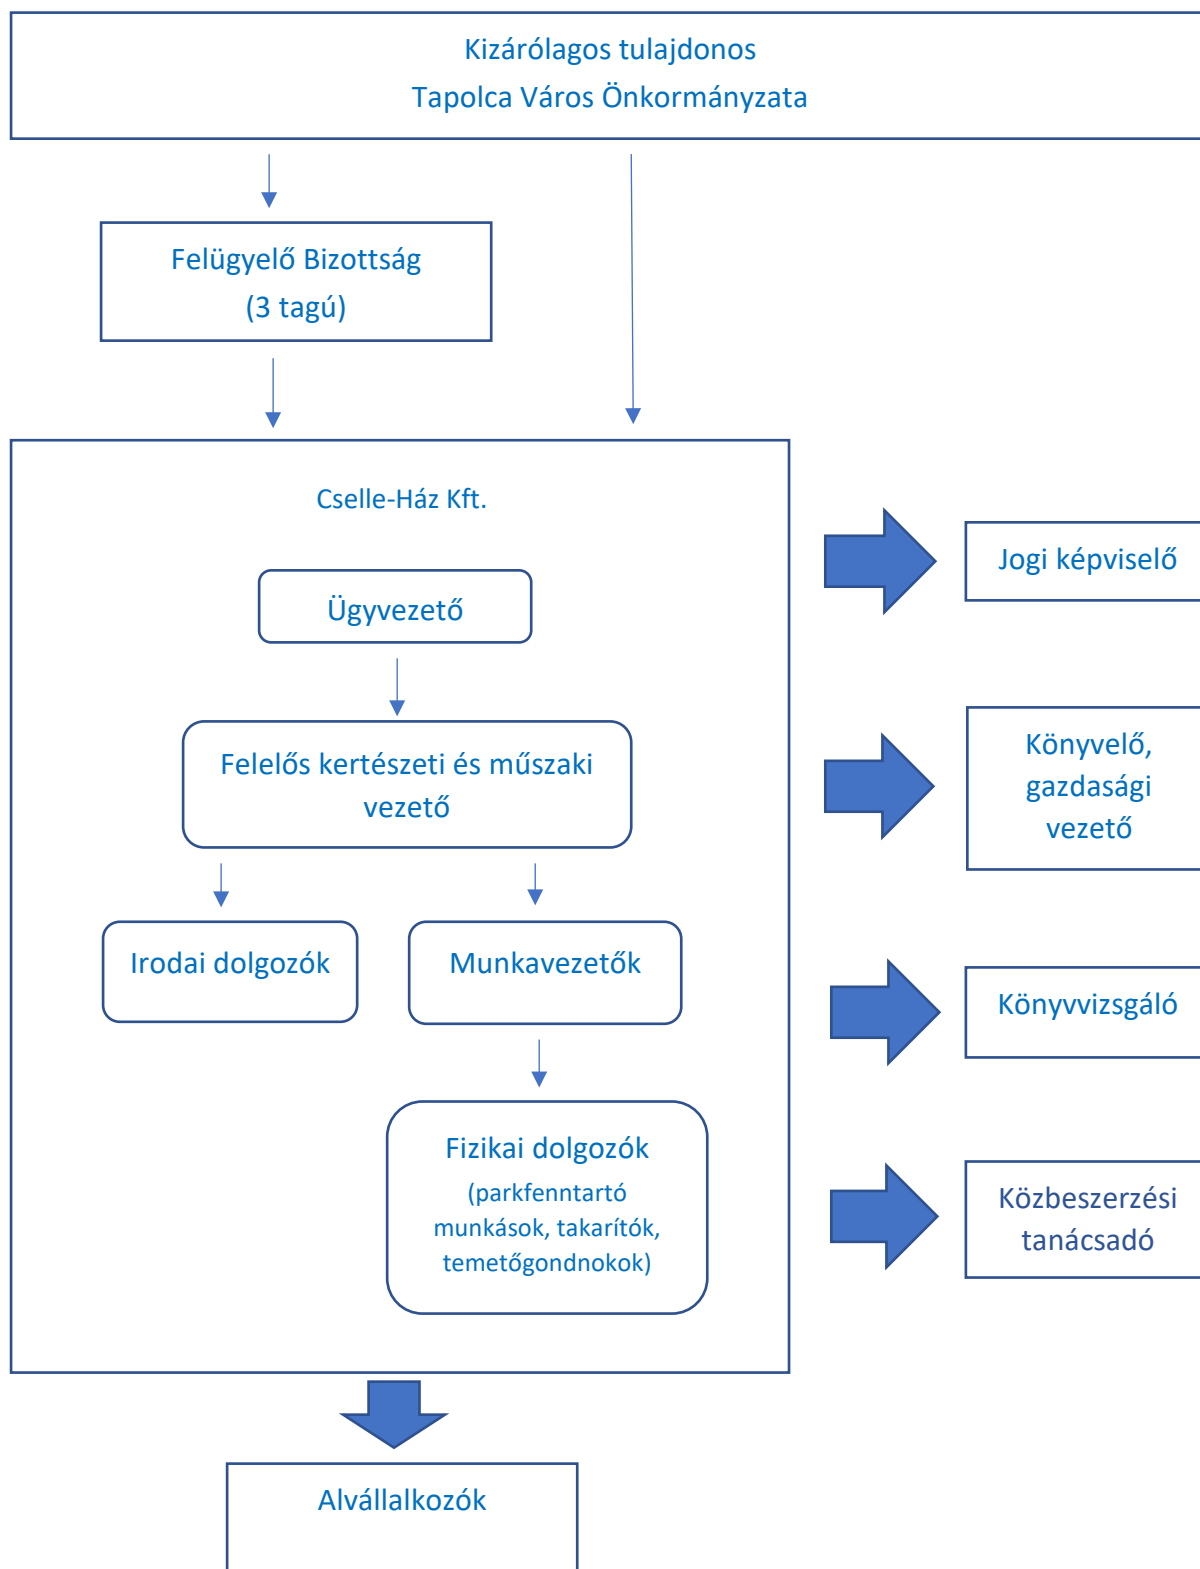 Kizárólagos tulajdonos
Tapolca Város Önkormányzata
Felügyelő Bizottság
(3 tagú)
Cselle-Ház Kft.
Ügyvezető
Felelős kertészeti és műszaki
vezető
Irodai dolgozók
Munkavezetők
Fizikai dolgozók
(parkfenntartó
munkások, takarítók,
temetőgondnokok)
Jogi képviselő
Könyvelő,
gazdasági
vezető
Könyvvizsgáló
Közbeszerzési
tanácsadó
Alvállalkozók